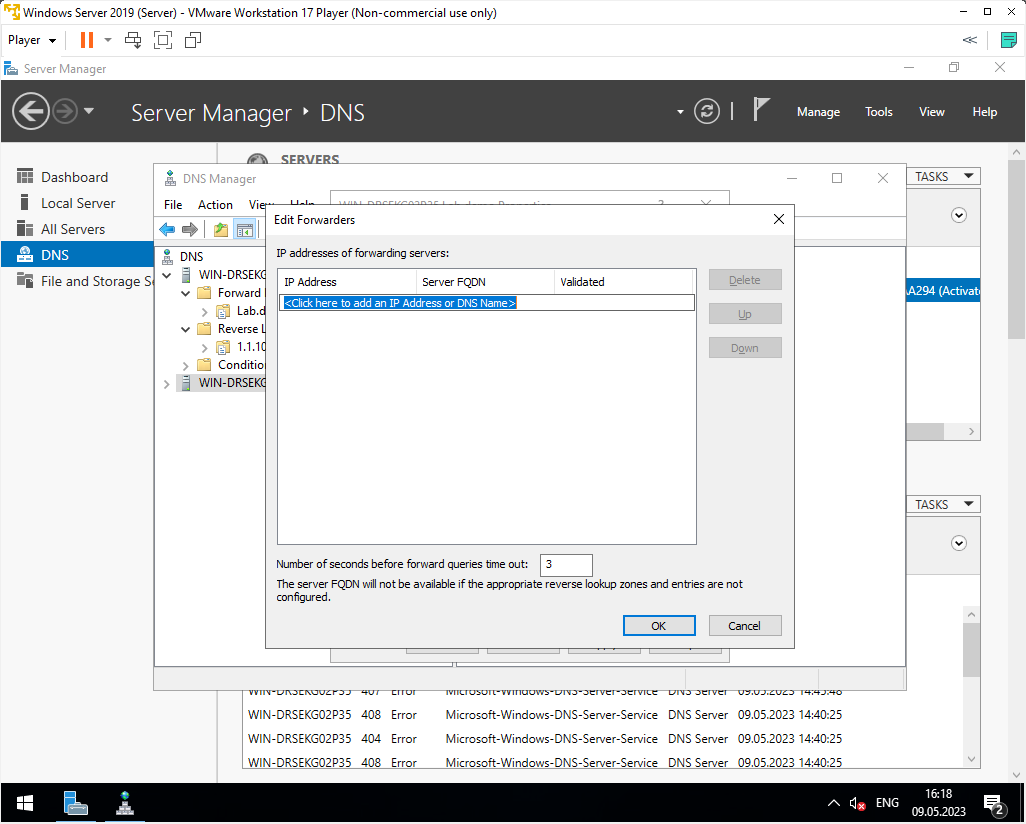 Windows Server 2019 (Server) - VMware Workstation 17 Player (Non-commercial use only)
Player
Server Manager
Server Manager DNS
Manage Tools View Help
Dashboard
Local Server
All Servers
DNS
File and Storage S
SERVERS
TASKS
DNS Manager
File Action View Help
DNS
WIN-DRSEKG
Forward
Lab.d
Reverse L
1.1.10
Conditio
WIN-DRSEKG
Edit Forwarders
IP addresses of forwarding servers:
IP Address Server FQDN Validated
<Click here to add an IP Address or DNS Name>
Delete
Up
Down
Number of seconds before forward queries time out: 3
The server FQDN will not be available if the appropriate reverse lookup zones and entries are not
configured.
OK Cancel
A294 (Activat
TASKS
WIN-DRSEKG02P35 407 Error Microsoft-Windows-DNS-Server-Service DNS Server 09.05.2023 14:45:48
WIN-DRSEKG02P35 408 Error Microsoft-Windows-DNS-Server-Service DNS Server 09.05.2023 14:40:25
WIN-DRSEKG02P35 404 Error Microsoft-Windows-DNS-Server-Service DNS Server 09.05.2023 14:40:25
WIN-DRSEKG02P35 408 Error Microsoft-Windows-DNS-Server-Service DNS Server 09.05.2023 14:40:25
ENG
16:18
09.05.2023
2